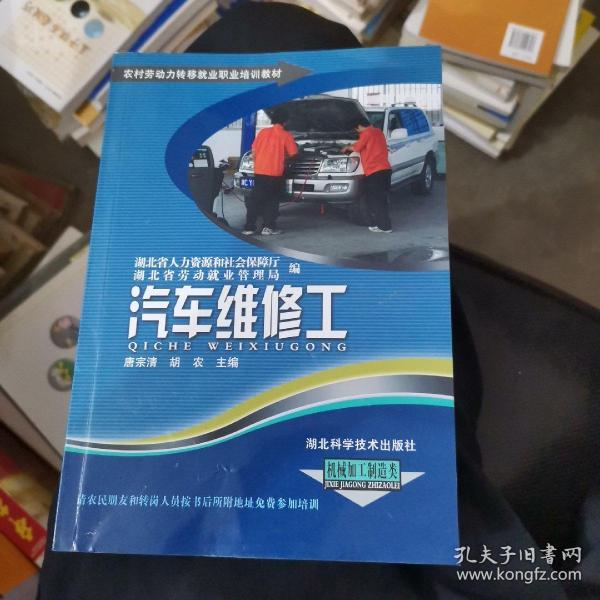 农村劳动力转移就业职业培训教材
湖北省人力资源和社会保障厅
湖北省劳动就业管理局
编
汽车维修工
QICHE WEIXIUGONG
唐宗清 胡农 主编
湖北科学技术出版社
机械加工制造类
JIXIE JIAGONG ZHIZAOLEI
请农民朋友和转岗人员按书后所附地址免费参加培训
孔夫子旧书网
www.kongfz.com